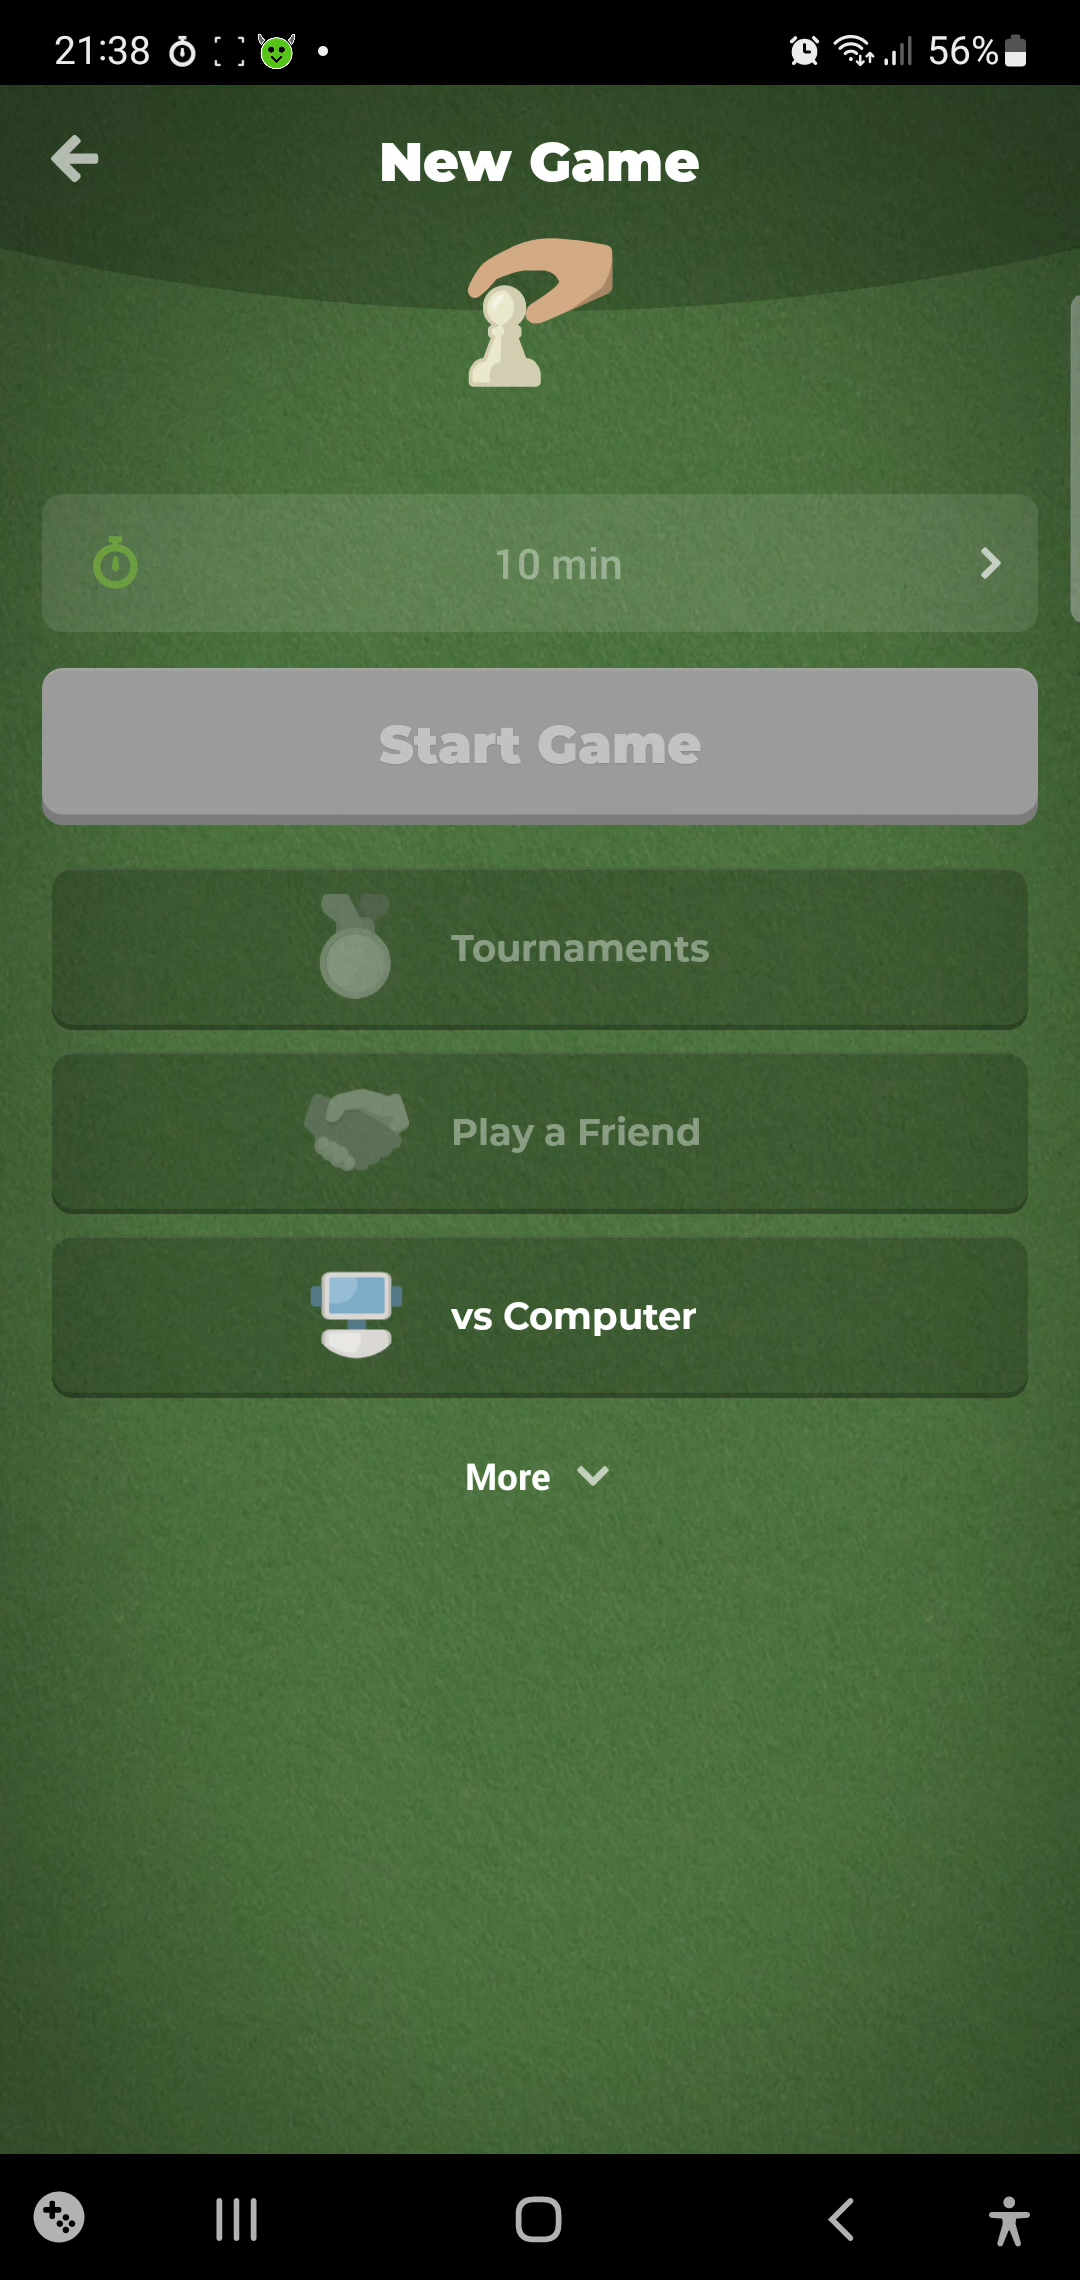 21:38
56%
New Game
10 min
Start Game
Tournaments
Play a Friend
vs Computer
More